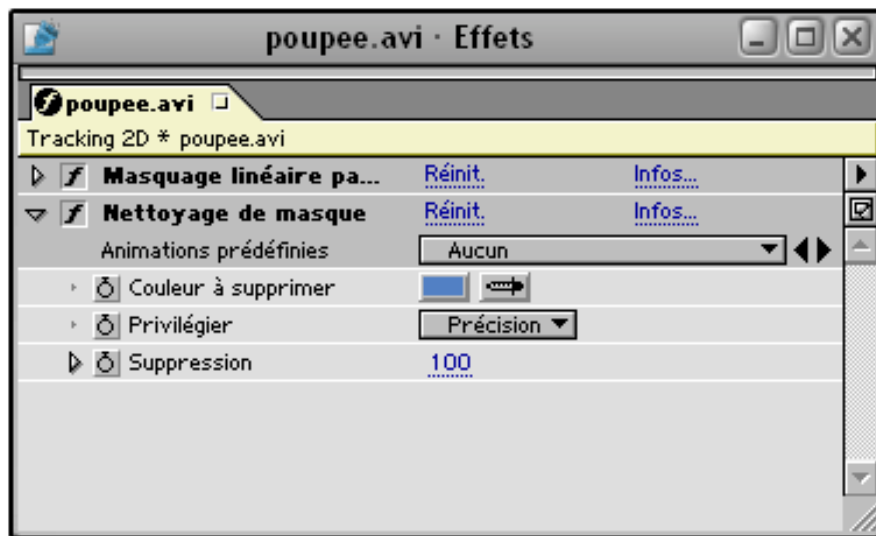 poupee.avi · Effets
poupee.avi
Tracking 2D * poupee.avi
Masquage linéaire pa... Réinit. Infos...
Nettoyage de masque Réinit. Infos...
Animations prédéfinies Aucun
Couleur à supprimer
Privilégier Précision
Suppression 100